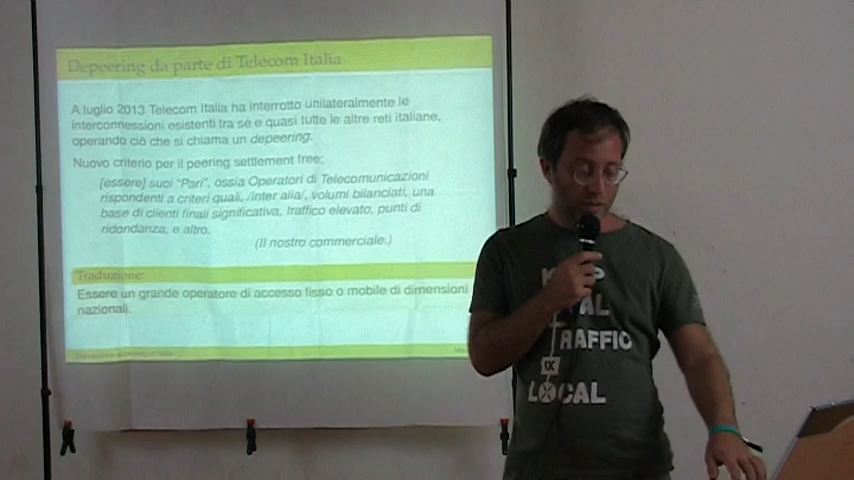 Depeering da parte di Telecom Italia
A luglio 2013 Telecom Italia ha interrotto unilateralmente le
interconnessioni esistenti tra sé e quasi tutte le altre reti italiane,
operando ciò che si chiama un depeering.
Nuovo criterio per il peering settlement free:
[essere] suoi “Pari”, ossia Operatori di Telecomunicazioni
rispondenti a criteri quali, /inter alia/, volumi bilanciati, una
base di clienti finali significativa, traffico elevato, punti di
ridondanza, e altro.
(Il nostro commerciale.)
Traduzione:
Essere un grande operatore di accesso fisso o mobile di dimensioni
nazionali.
TRAFFIC
IX
LOCAL